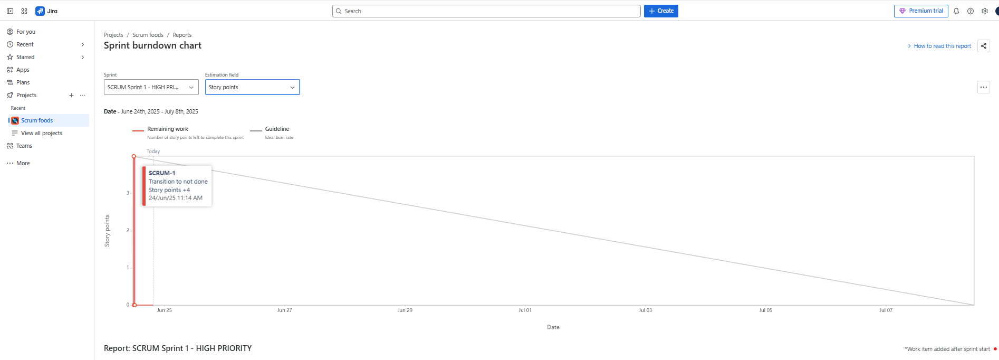 Jira
Search
+ Create
Premium trial
For you
Recent
Starred
Apps
Plans
Projects
Recent
Scrum foods
View all projects
Teams
More
Projects / Scrum foods / Reports
Sprint burndown chart
How to read this report
Sprint
Estimation field
SCRUM Sprint 1 - HIGH PRI...
Story points
Date - June 24th, 2025 - July 8th, 2025
Remaining work
Number of story points left to complete this sprint
Guideline
Ideal burn rate
Today
SCRUM-1
Transition to not done
Story points +4
24/Jun/25 11:14 AM
Story points
3
2
1
0
Jun 25
Jun 27
Jun 29
Jul 01
Jul 03
Jul 05
Jul 07
Date
Report: SCRUM Sprint 1 - HIGH PRIORITY
*Work item added after sprint start